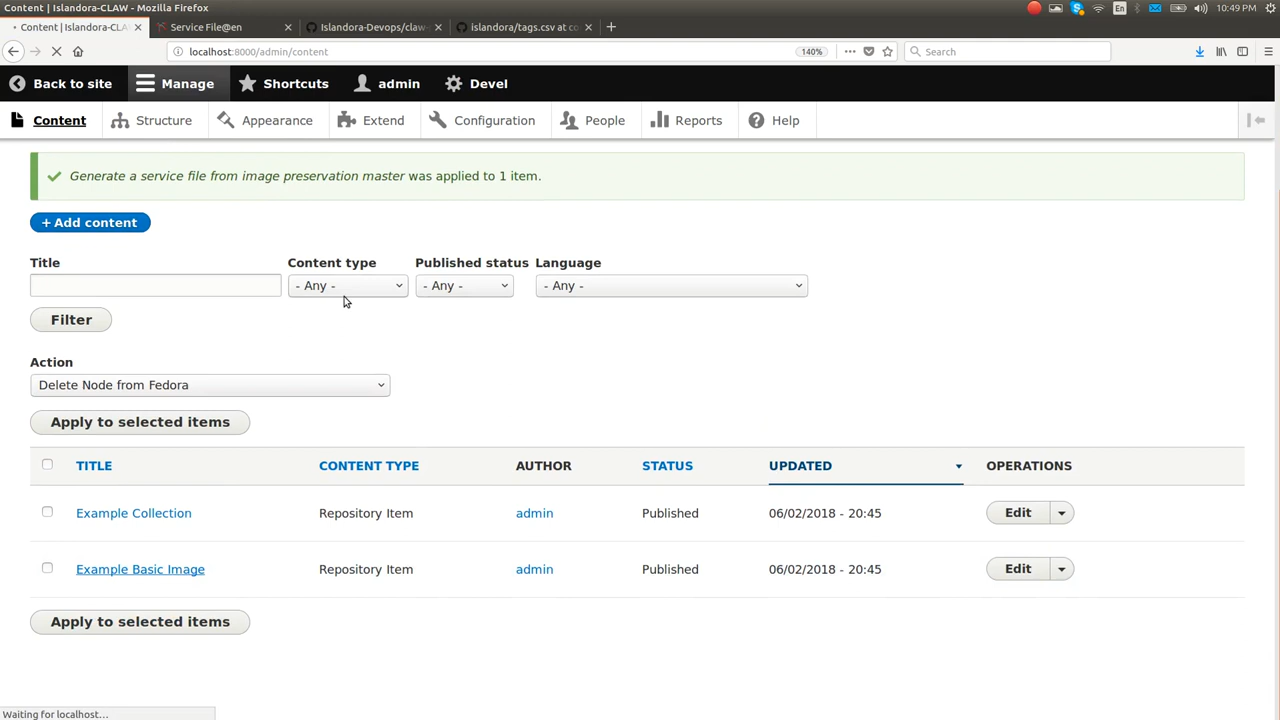 Content | Islandora-CLAW - Mozilla Firefox
En
10:49 PM
Content | Islandora-CLA
Service File@en
Islandora-Devops/claw-
islandora/tags.csv at co
localhost:8000/admin/content
140%
Search
Back to site
Manage
Shortcuts
admin
Devel
Content
Structure
Appearance
Extend
Configuration
People
Reports
Help
Generate a service file from image preservation master was applied to 1 item.
+ Add content
Title
Content type
Published status
Language
- Any -
- Any -
- Any -
Filter
Action
Delete Node from Fedora
Apply to selected items
TITLE
CONTENT TYPE
AUTHOR
STATUS
UPDATED
OPERATIONS
Example Collection
Repository Item
admin
Published
06/02/2018 - 20:45
Edit
Example Basic Image
Repository Item
admin
Published
06/02/2018 - 20:45
Edit
Apply to selected items
Waiting for localhost...